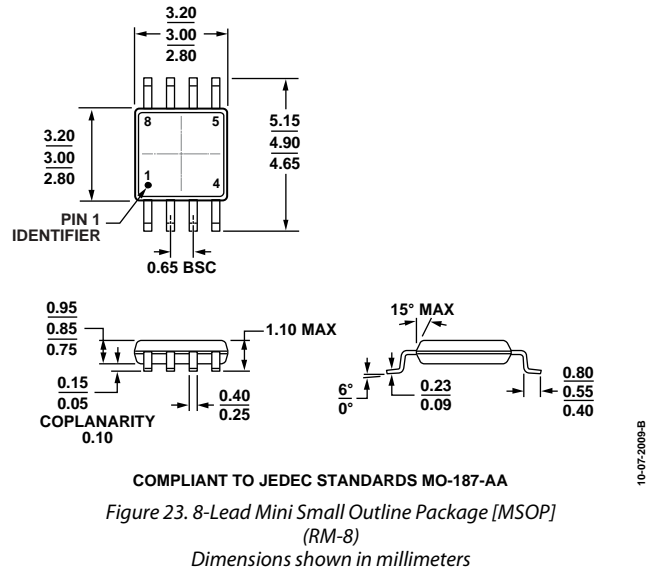 3.20
3.00
2.80
8 5
5.15
4.90
4.65
3.20
3.00
2.80
1
4
PIN 1
IDENTIFIER
0.65 BSC
0.95
0.85
0.75
1.10 MAX
15° MAX
0.15
0.05
COPLANARITY
0.10
0.40
0.25
6°
0°
0.23
0.09
0.80
0.55
0.40
COMPLIANT TO JEDEC STANDARDS MO-187-AA
10-07-2009-B
Figure 23. 8-Lead Mini Small Outline Package [MSOP]
(RM-8)
Dimensions shown in millimeters